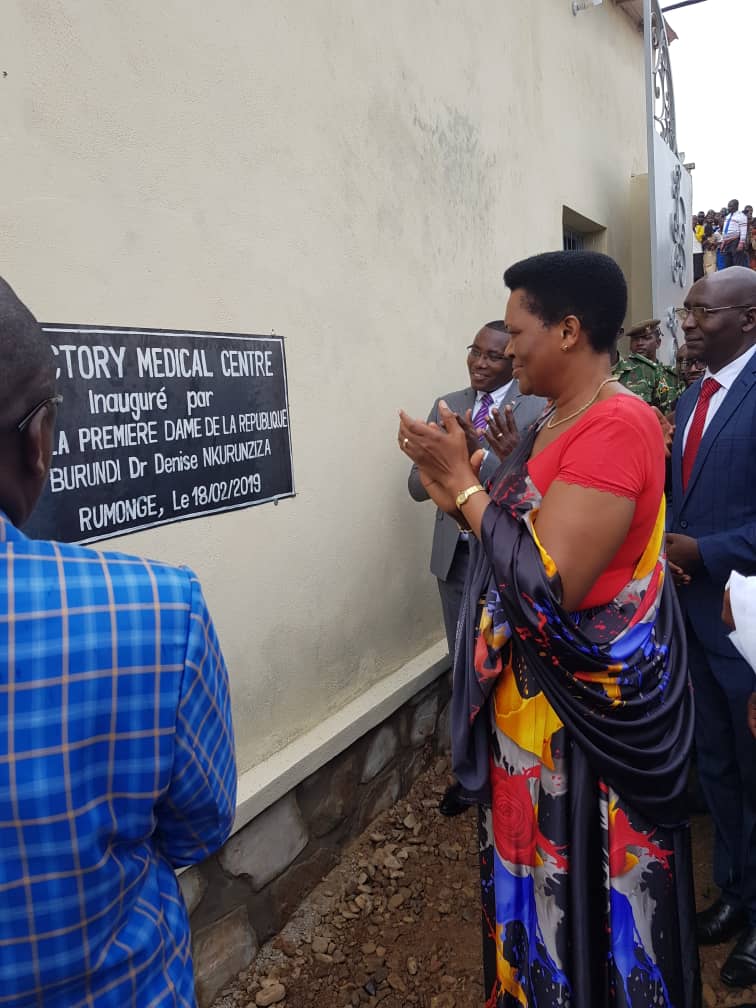 CTORY MEDICAL CENTRE
Inauguré par
LA PREMIERE DAME DE LA REPUBLIQUE
BURUNDI Dr Denise NKURUNZIZA
RUMONGE, Le 18/02/2019